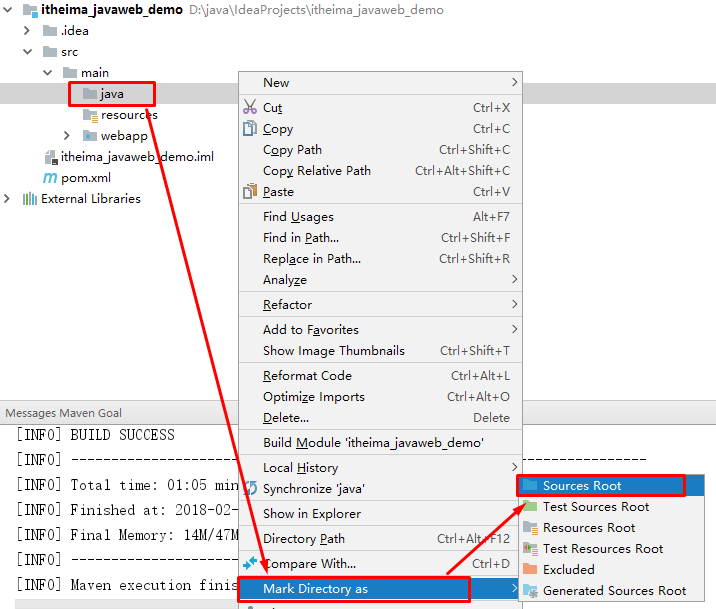 itheima_javaweb_demo D:\java\IdeaProjects\itheima_javaweb_demo
.idea
src
main
java
resources
webapp
itheima_javaweb_demo.iml
pom.xml
External Libraries
New
Cut Ctrl+X
Copy Ctrl+C
Copy Path Ctrl+Shift+C
Copy Relative Path Ctrl+Alt+Shift+C
Paste Ctrl+V
Find Usages Alt+F7
Find in Path... Ctrl+Shift+F
Replace in Path... Ctrl+Shift+R
Analyze
Refactor
Add to Favorites
Show Image Thumbnails Ctrl+Shift+T
Reformat Code Ctrl+Alt+L
Optimize Imports Ctrl+Alt+O
Delete... Delete
Build Module 'itheima_javaweb_demo'
Local History
Synchronize 'java'
Show in Explorer
Directory Path Ctrl+Alt+F12
Compare With... Ctrl+D
Mark Directory as
Sources Root
Test Sources Root
Resources Root
Test Resources Root
Excluded
Generated Sources Root
Messages Maven Goal
[INFO] BUILD SUCCESS
[INFO] ------------------------------------------------------------------------
[INFO] Total time: 01:05 min
[INFO] Finished at: 2018-02-
[INFO] Final Memory: 14M/47M
[INFO] ------------------------------------------------------------------------
[INFO] Maven execution finis